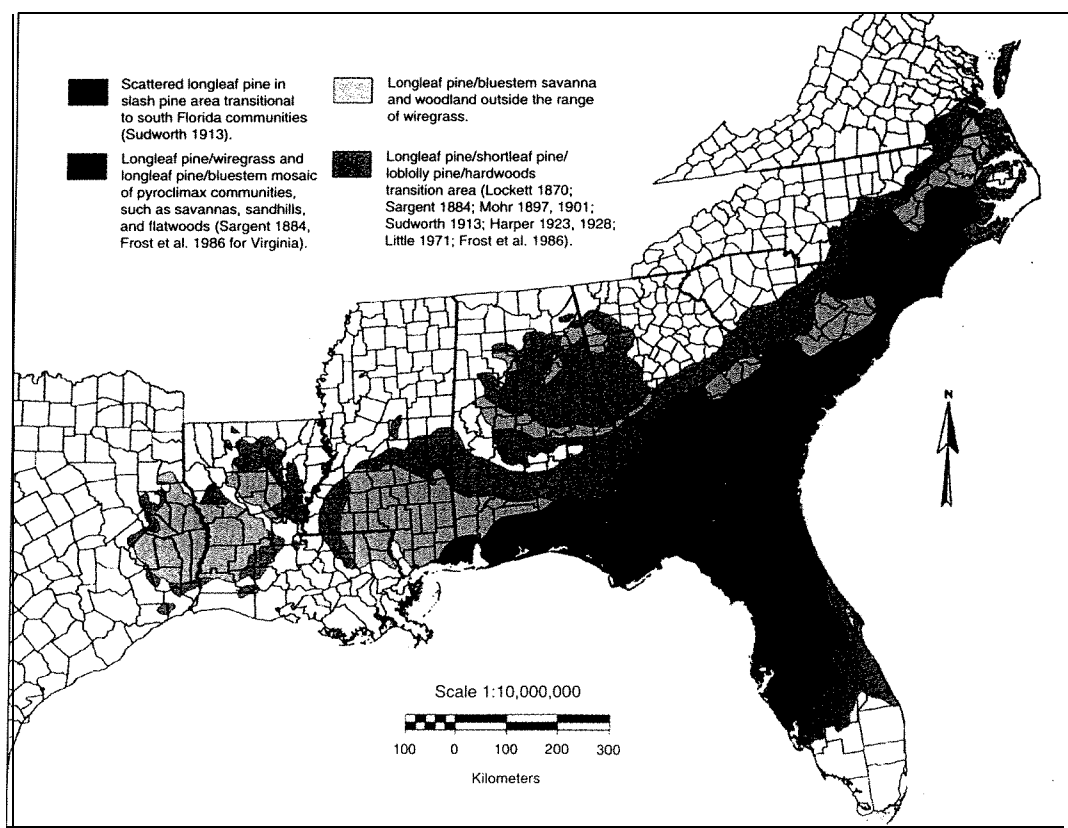 Scattered longleaf pine in
slash pine area transitional
to south Florida communities
(Sudworth 1913).
Longleaf pine/wiregrass and
longleaf pine/bluestem mosaic
of pyroclimax communities,
such as savannas, sandhills,
and flatwoods (Sargent 1884,
Frost et al. 1986 for Virginia).
Longleaf pine/bluestem savanna
and woodland outside the range
of wiregrass.
Longleaf pine/shortleaf pine/
loblolly pine/hardwoods
transition area (Lockett 1870;
Sargent 1884; Mohr 1897, 1901;
Sudworth 1913; Harper 1923, 1928;
Little 1971; Frost et al. 1986).
N
Scale 1:10,000,000
100 0 100 200 300
Kilometers